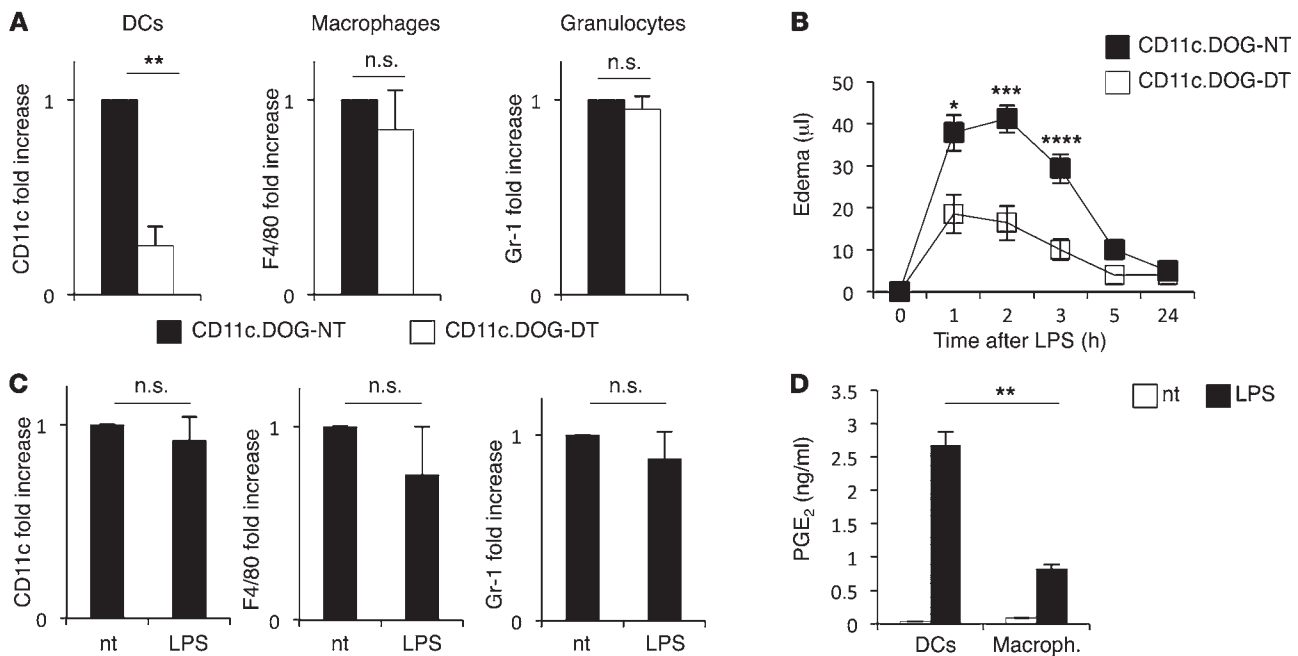 A
DCs
Macrophages
Granulocytes
CD11c fold increase
1
0
**
F4/80 fold increase
1
0
n.s.
Gr-1 fold increase
1
0
n.s.
CD11c.DOG-NT
CD11c.DOG-DT
B
CD11c.DOG-NT
CD11c.DOG-DT
Edema (µl)
50
40
30
20
10
0
*
***
****
0 1 2 3 5 24
Time after LPS (h)
C
CD11c fold increase
1
0
n.s.
nt LPS
F4/80 fold increase
1
0
n.s.
nt LPS
Gr-1 fold increase
1
0
n.s.
nt LPS
D
nt
LPS
PGE2 (ng/ml)
3.5
3
2.5
2
1.5
1
0.5
0
**
DCs Macroph.